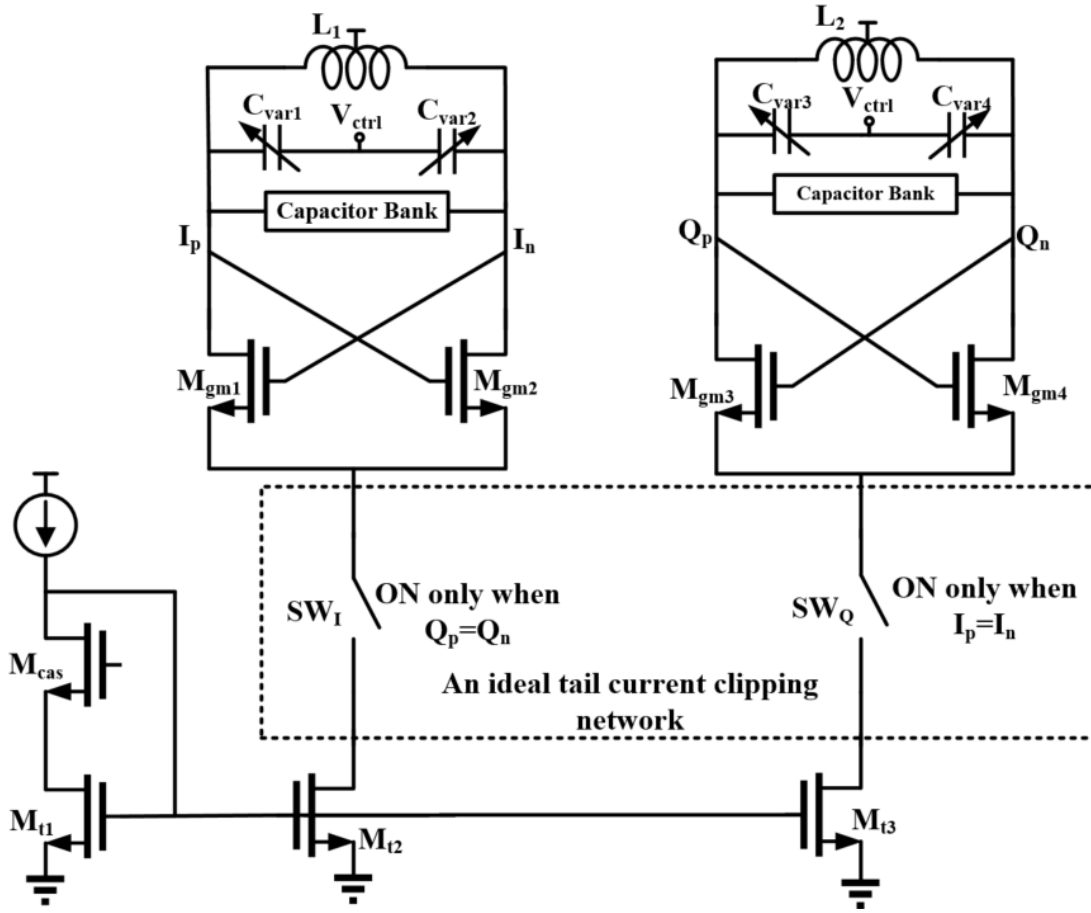 L1
L2
Cvar1
Vctrl
Cvar2
Cvar3
Vctrl
Cvar4
Capacitor Bank
Capacitor Bank
Ip
In
Qp
Qn
Mgm1
Mgm2
Mgm3
Mgm4
SWI
ON only when
Qp=Qn
SWQ
ON only when
Ip=In
Mcas
An ideal tail current clipping
network
Mt1
Mt2
Mt3